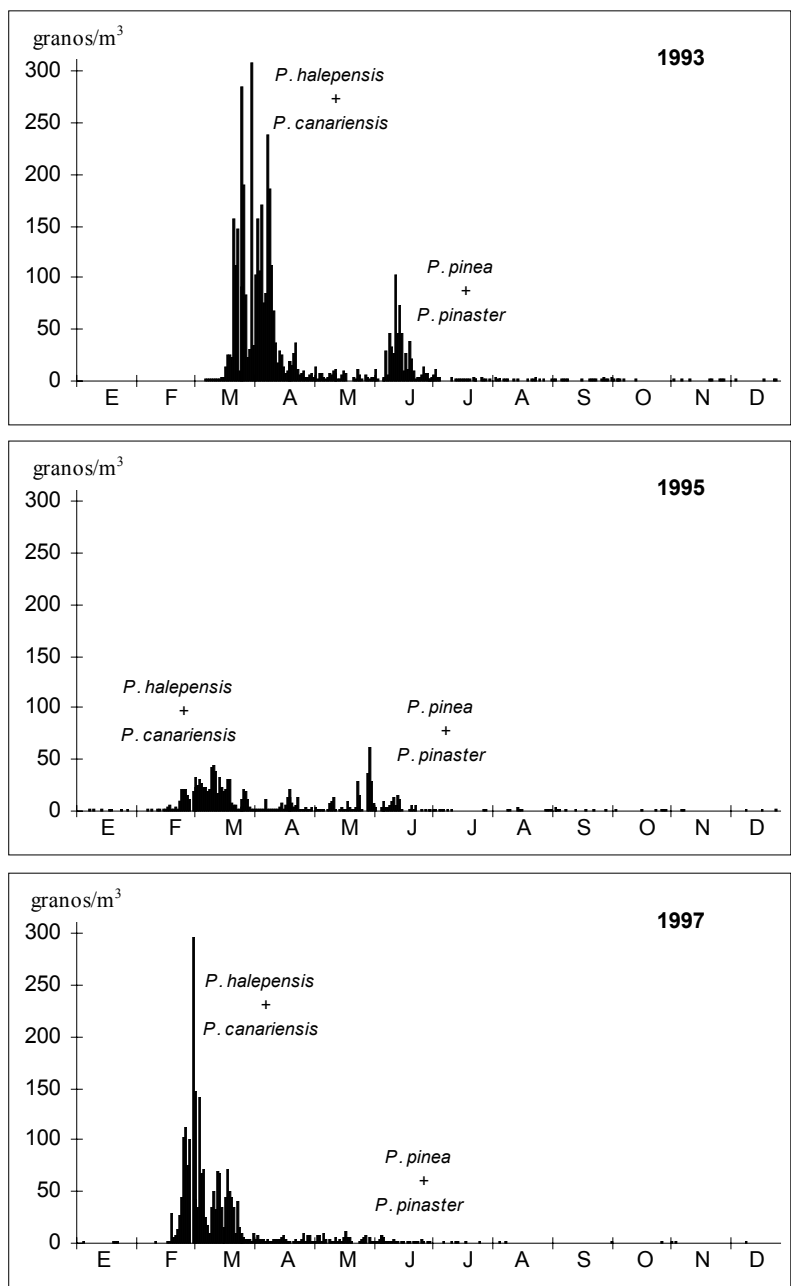 granos/m³
1993
300
P. halepensis
+
250
P. canariensis
200
150
P. pinea
100
+
P. pinaster
50
0
E F M A M J J A S O N D
granos/m³
1995
300
250
200
150
P. halepensis
+
P. canariensis
P. pinea
+
P. pinaster
100
50
0
E F M A M J J A S O N D
granos/m³
1997
300
P. halepensis
250
+
P. canariensis
200
150
100
P. pinea
+
50
P. pinaster
0
E F M A M J J A S O N D